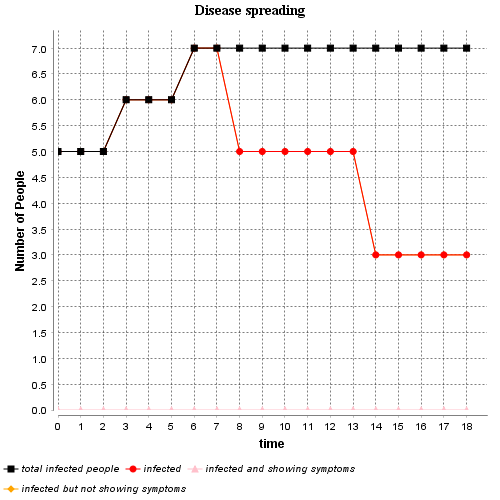 Disease spreading
7.0
6.5
6.0
5.5
5.0
4.5
4.0
3.5
3.0
2.5
2.0
1.5
1.0
0.5
0.0
Number of People
0 1 2 3 4 5 6 7 8 9 10 11 12 13 14 15 16 17 18
time
total infected people infected infected and showing symptoms
infected but not showing symptoms